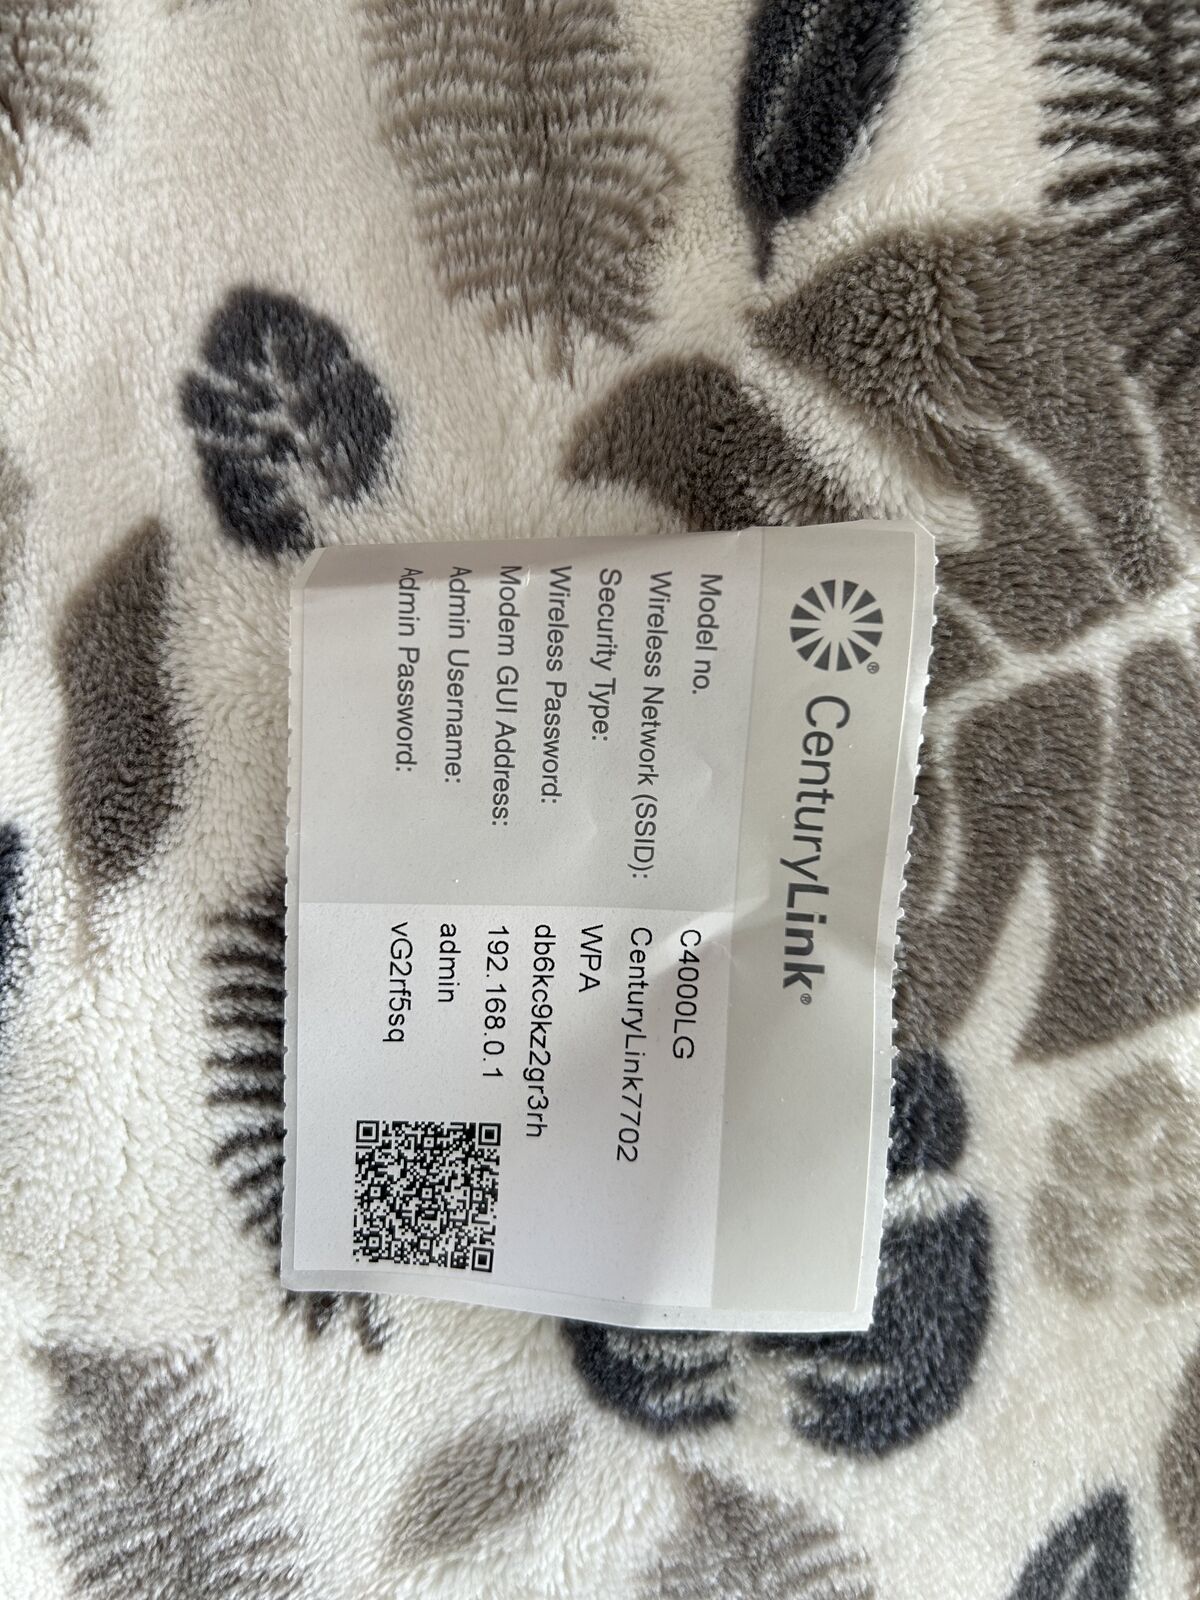 CenturyLink®
Model no. C4000LG
Wireless Network (SSID): CenturyLink7702
Security Type: WPA
Wireless Password: db6kc9kz2gr3rh
Modem GUI Address: 192.168.0.1
Admin Username: admin
Admin Password: vG2rf5sq